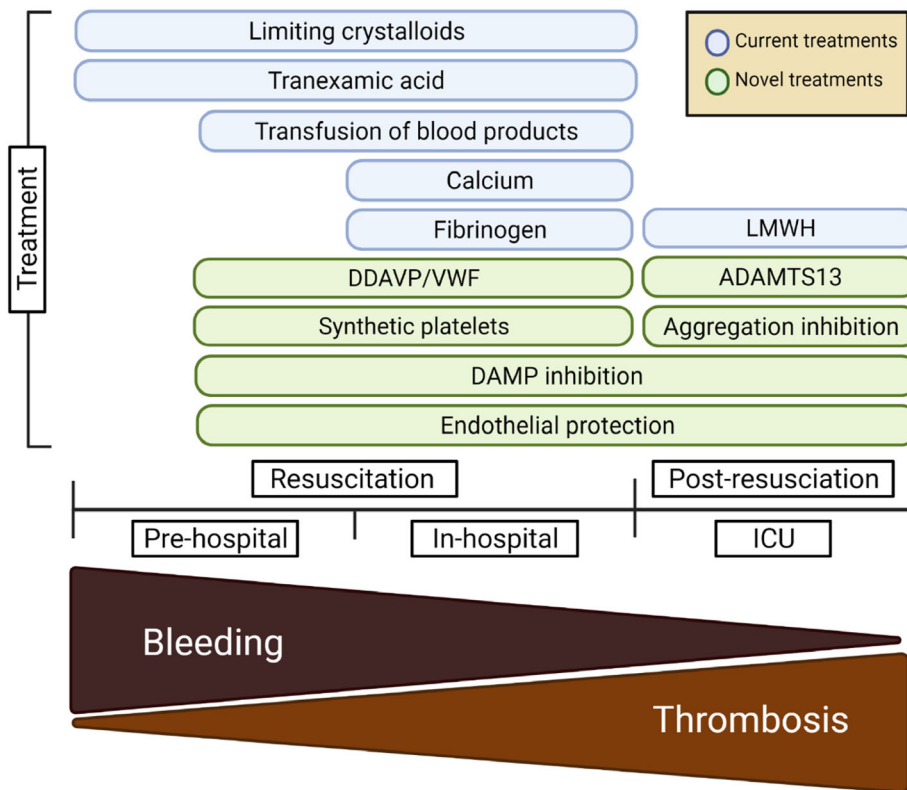 Limiting crystalloids
Current treatments
Novel treatments
Tranexamic acid
Transfusion of blood products
Calcium
Fibrinogen
LMWH
DDAVP/VWF
ADAMTS13
Synthetic platelets
Aggregation inhibition
DAMP inhibition
Endothelial protection
Treatment
Resuscitation
Post-resusciation
Pre-hospital
In-hospital
ICU
Bleeding
Thrombosis